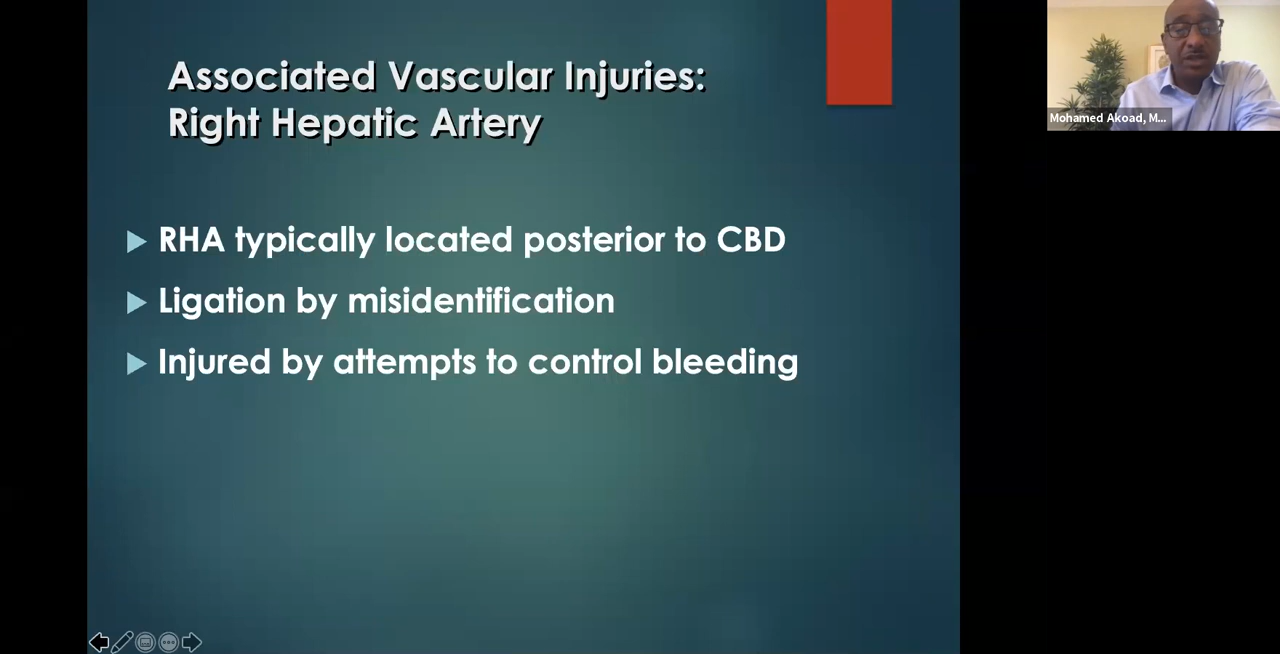 Associated Vascular Injuries:
Right Hepatic Artery
RHA typically located posterior to CBD
Ligation by misidentification
Injured by attempts to control bleeding
Mohamed Akoad, M...